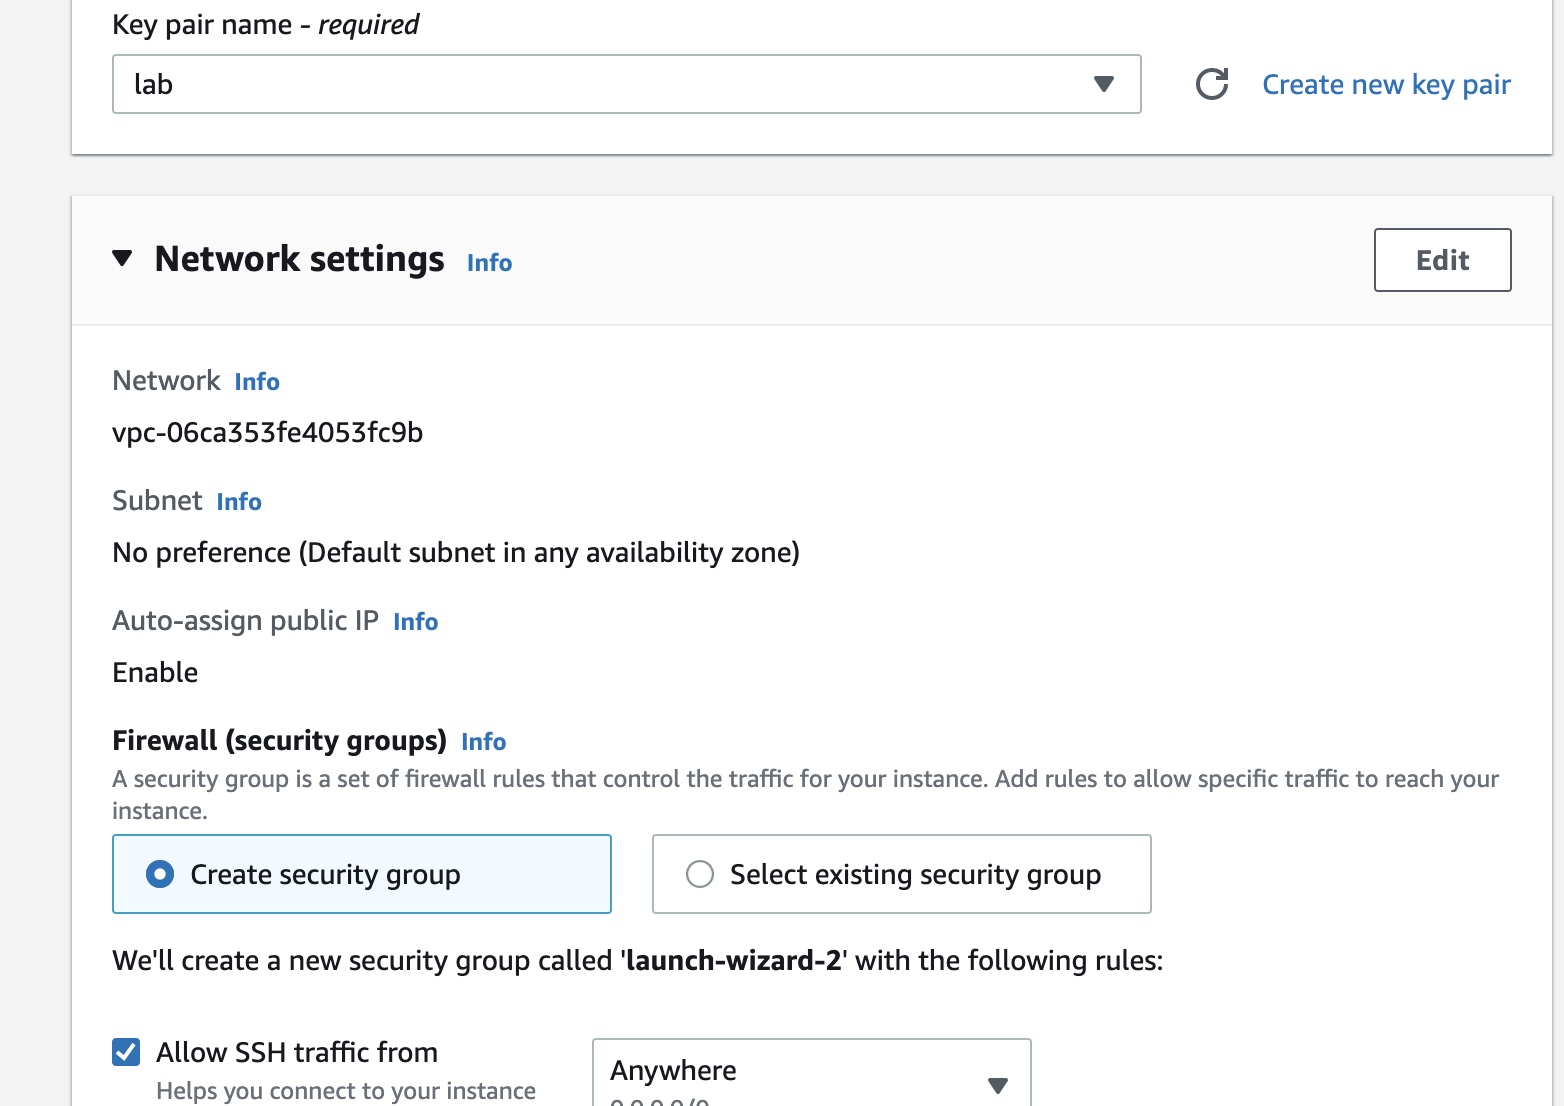 Key pair name - required
lab
Create new key pair
Network settings Info
Edit
Network Info
vpc-06ca353fe4053fc9b
Subnet Info
No preference (Default subnet in any availability zone)
Auto-assign public IP Info
Enable
Firewall (security groups) Info
A security group is a set of firewall rules that control the traffic for your instance. Add rules to allow specific traffic to reach your
instance.
Create security group
Select existing security group
We'll create a new security group called 'launch-wizard-2' with the following rules:
Allow SSH traffic from
Anywhere
Helps you connect to your instance